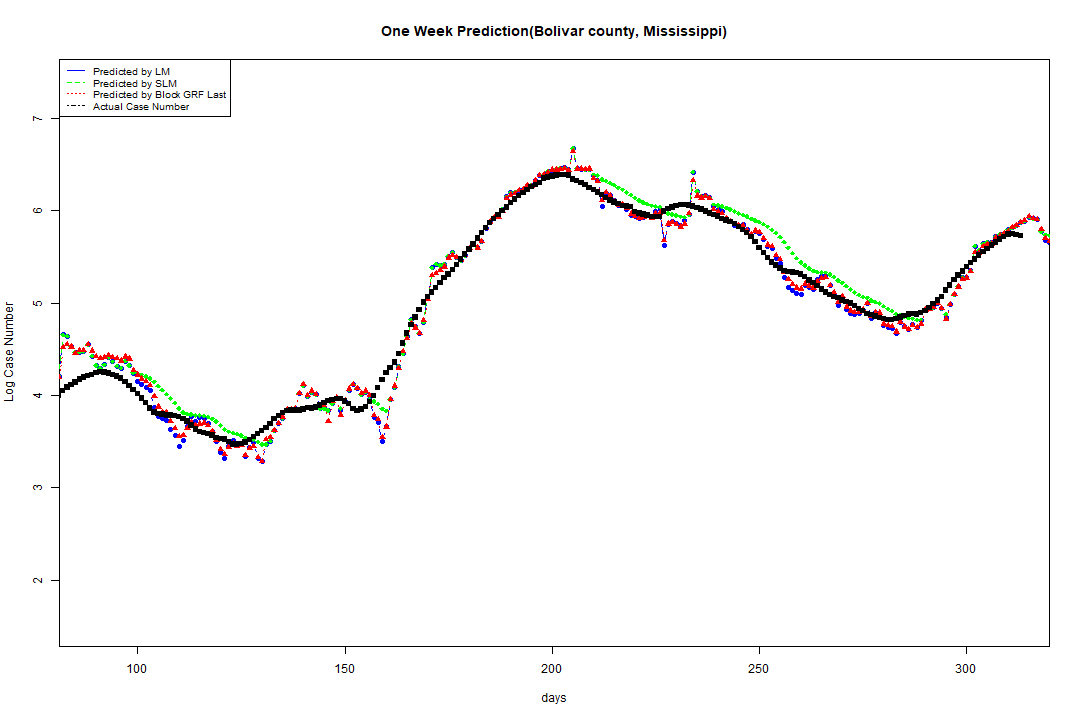 One Week Prediction(Bolivar county, Mississippi)
Predicted by LM
Predicted by SLM
Predicted by Block GRF Last
Actual Case Number
7
6
5
4
3
2
Log Case Number
100 150 200 250 300
days